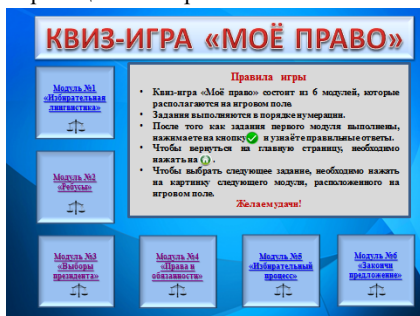 КВИЗ-ИГРА «МОЁ ПРАВО»
Модуль №1
«Избирательная
лингвистика»
Модуль №2
«Ребусы»
Правила игры
• Квиз-игра «Моё право» состоит из 6 модулей, которые
располагаются на игровом поле.
• Задания выполняются в порядке нумерации.
• После того как задания первого модуля выполнены,
нажимаете на кнопку и узнаёте правильные ответы.
• Чтобы вернуться на главную страницу, необходимо
нажать на .
• Чтобы выбрать следующее задание, необходимо нажать
на картинку следующего модуля, расположенного на
игровом поле.
Желаем удачи!
Модуль №3
«Выборы
президента»
Модуль №4
«Права и
обязанности»
Модуль №5
«Избирательный
процесс»
Модуль №6
«Закончи
предложение»